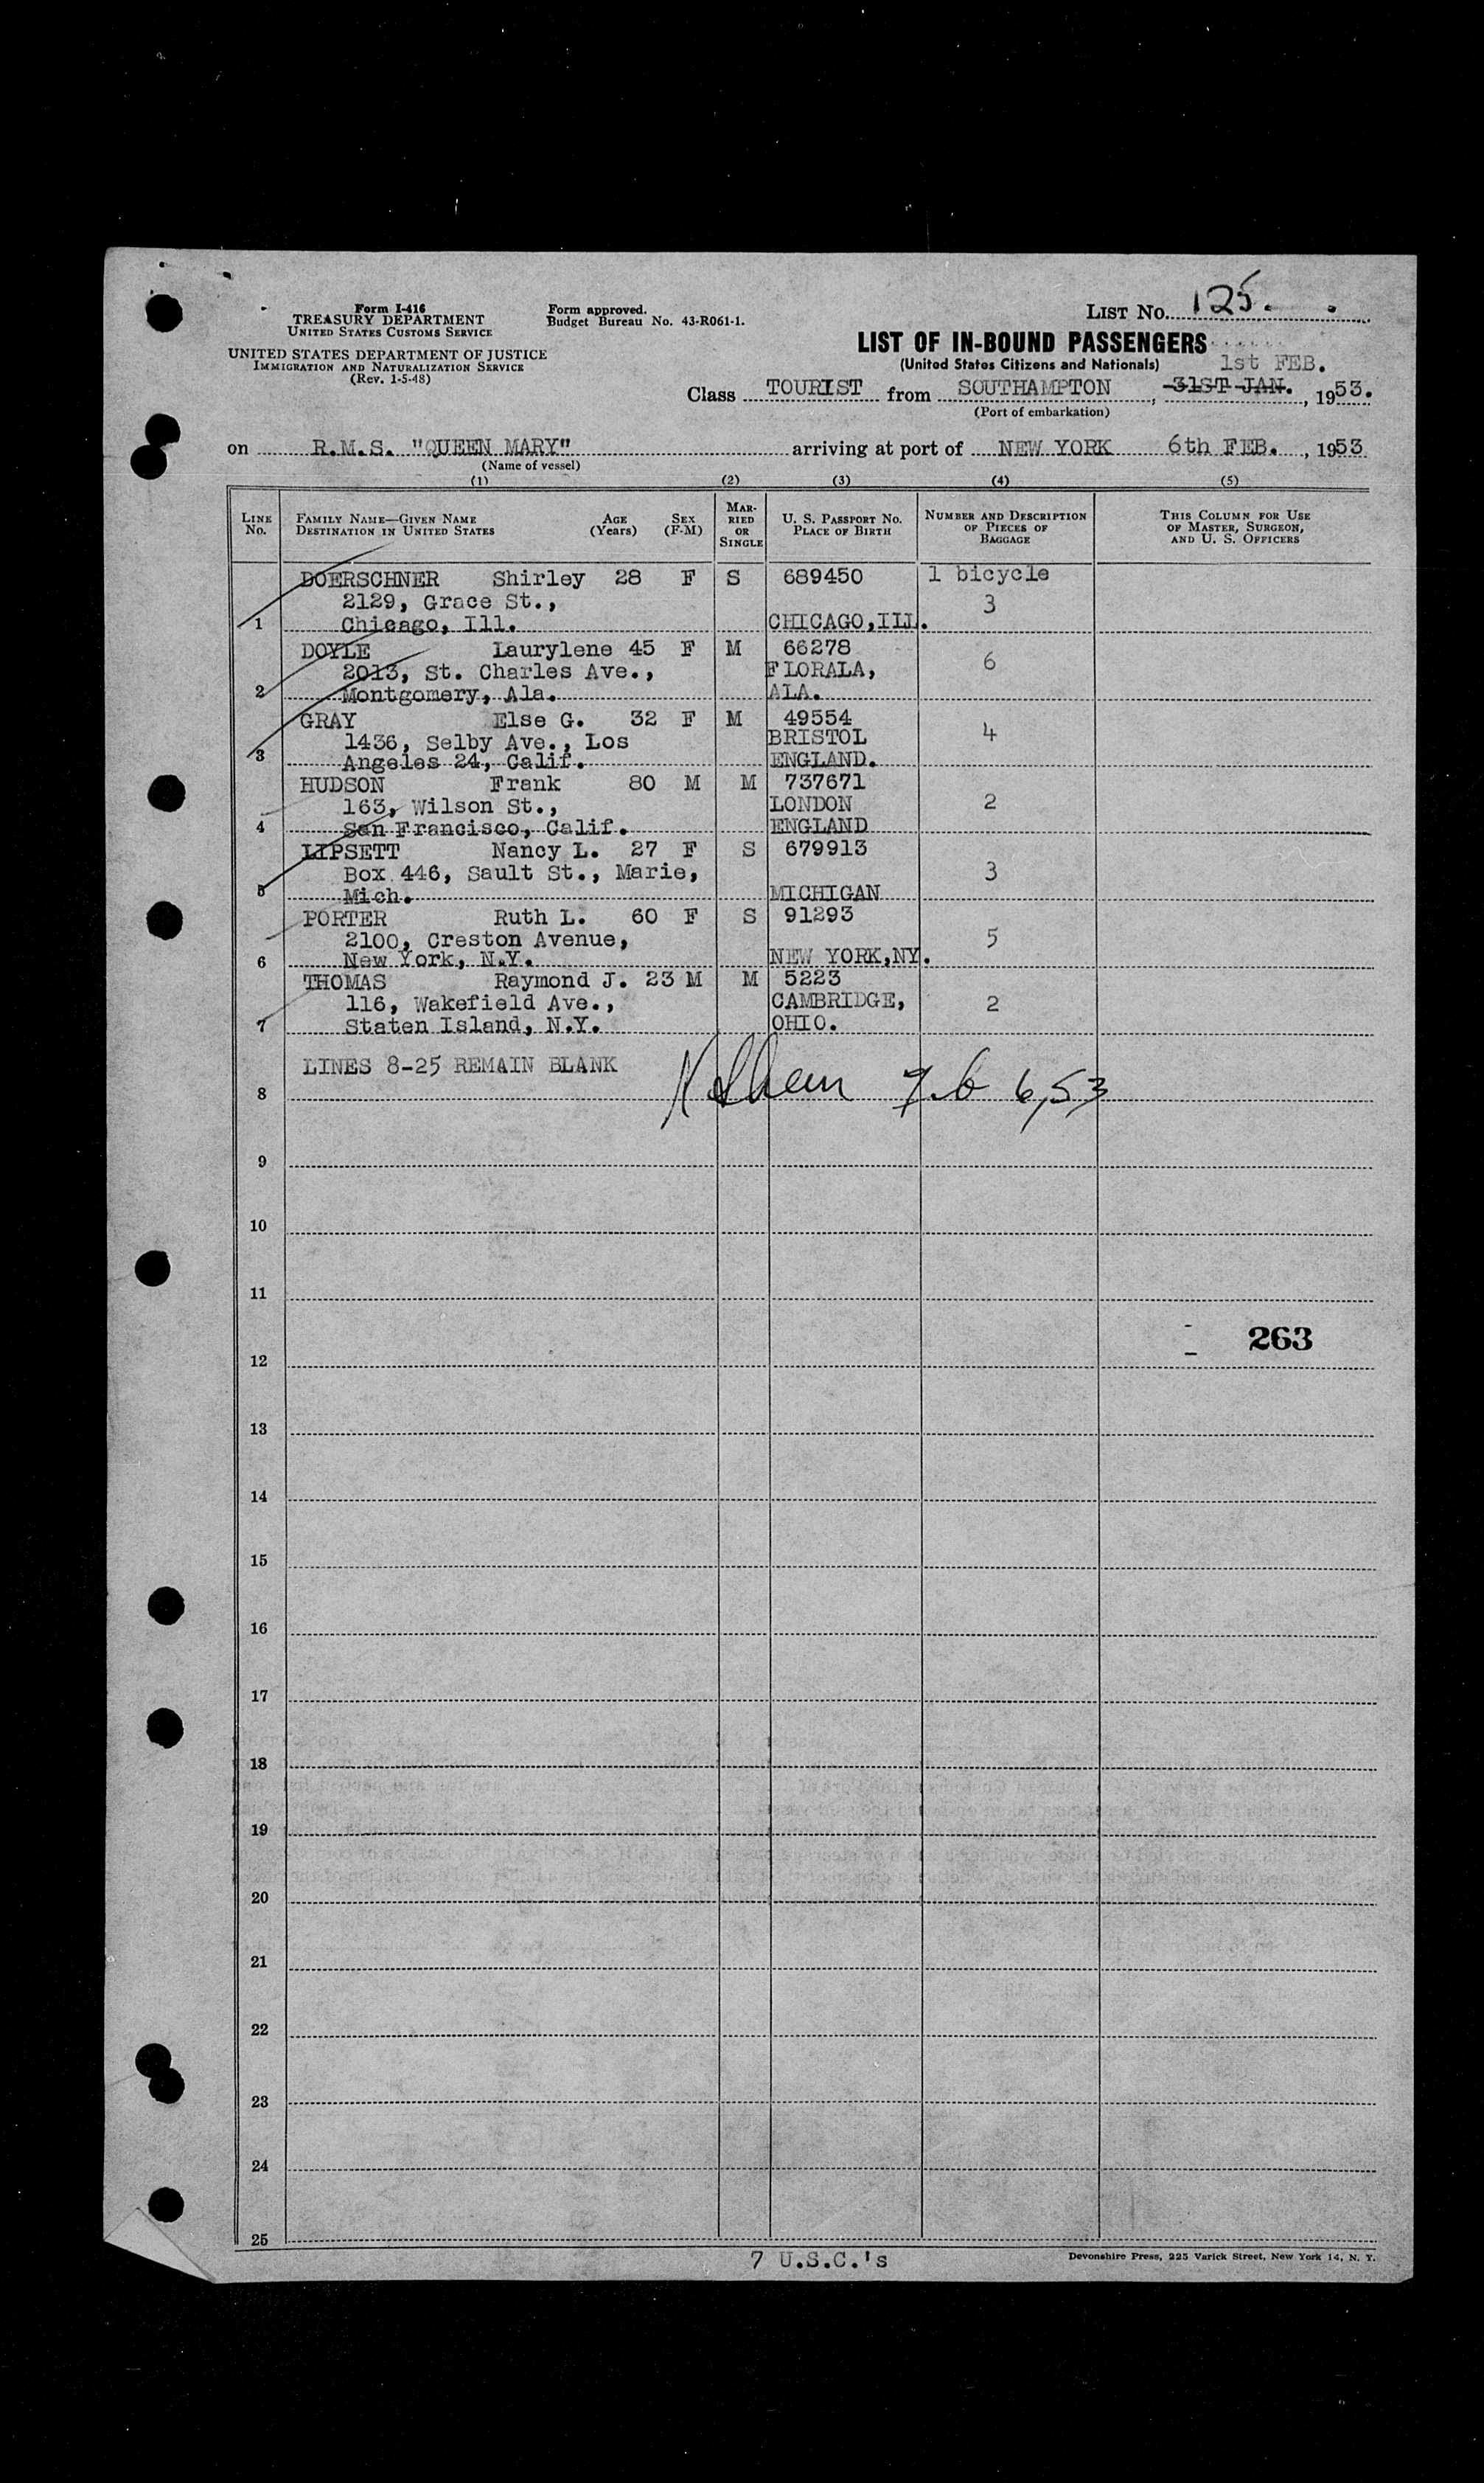 LIST No. 125.
Form I-416
TREASURY DEPARTMENT
UNITED STATES CUSTOMS SERVICE
Form approved.
Budget Bureau No. 43-R061-1.
UNITED STATES DEPARTMENT OF JUSTICE
IMMIGRATION AND NATURALIZATION SERVICE
(Rev. 1-5-48)
LIST OF IN-BOUND PASSENGERS
(United States Citizens and Nationals)
1st FEB.
Class TOURIST from SOUTHAMPTON, 31ST JAN., 1953.
(Port of embarkation)
on R.M.S. "QUEEN MARY" arriving at port of NEW YORK 6th FEB., 1953
(Name of vessel)
(1) (2) (3) (4) (5)
LINE No. FAMILY NAME—GIVEN NAME DESTINATION IN UNITED STATES AGE (Years) SEX (F-M) MARRIED OR SINGLE U. S. PASSPORT No. PLACE OF BIRTH NUMBER AND DESCRIPTION OF PIECES OF BAGGAGE THIS COLUMN FOR USE OF MASTER, SURGEON, AND U. S. OFFICERS
DOERSCHNER Shirley 28 F S 689450 1 bicycle
2129, Grace St., 3
1 Chicago, Ill. CHICAGO,ILL.
DOYLE Laurylene 45 F M 66278
2013, St. Charles Ave., FLORALA, 6
2 Montgomery, Ala. ALA.
GRAY Else G. 32 F M 49554
1436, Selby Ave., Los BRISTOL 4
3 Angeles 24, Calif. ENGLAND.
HUDSON Frank 80 M M 737671
163, Wilson St., LONDON 2
4 San Francisco, Calif. ENGLAND
LIPSETT Nancy L. 27 F S 679913
Box 446, Sault St., Marie, 3
5 Mich. MICHIGAN
PORTER Ruth L. 60 F S 91293
2100, Creston Avenue, 5
6 New York, N.Y. NEW YORK,NY.
THOMAS Raymond J. 23 M M 5223
116, Wakefield Ave., CAMBRIDGE, 2
7 Staten Island, N.Y. OHIO.
LINES 8-25 REMAIN BLANK
8 Feb 6, 53
9
10
11
263
12
13
14
15
16
17
18
19
20
21
22
23
24
25
7 U.S.C.'s
Devonshire Press, 225 Varick Street, New York 14, N. Y.